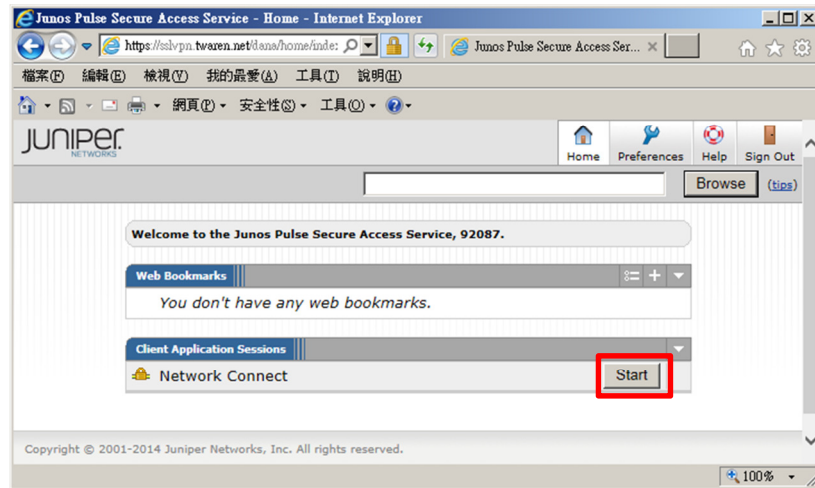 Junos Pulse Secure Access Service - Home - Internet Explorer
https://sslvpn.twaren.net/dana/home/inde: Junos Pulse Secure Access Ser...
檔案(F) 編輯(E) 檢視(V) 我的最愛(A) 工具(T) 說明(H)
網頁(P) 安全性(S) 工具(O)
JUNIPEr
NETWORKS
Home Preferences Help Sign Out
Browse (tips)
Welcome to the Junos Pulse Secure Access Service, 92087.
Web Bookmarks
You don't have any web bookmarks.
Client Application Sessions
Network Connect Start
Copyright © 2001-2014 Juniper Networks, Inc. All rights reserved.
100%